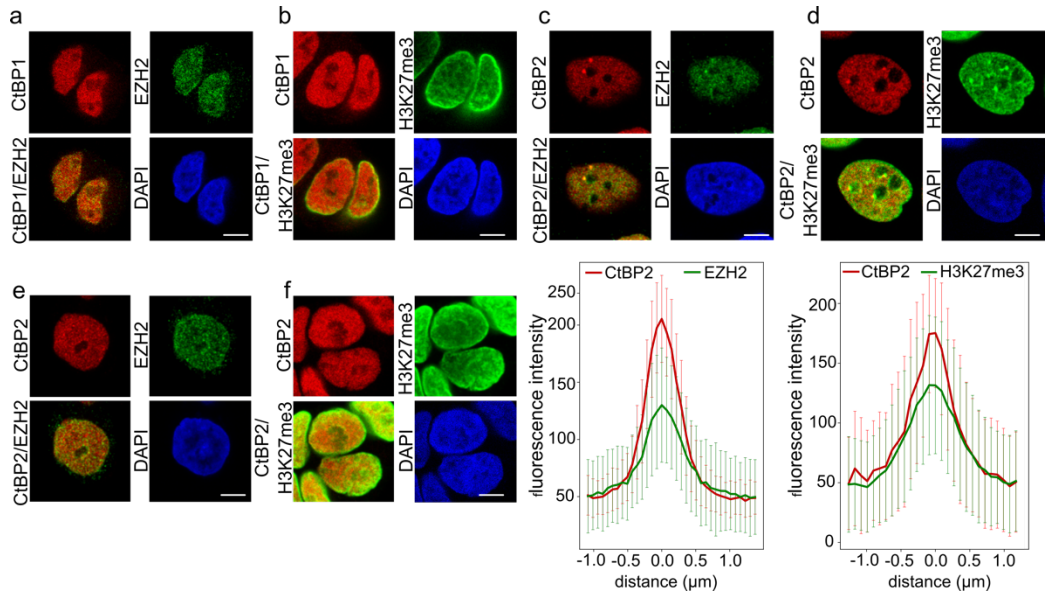 a
CtBP1
EZH2
CtBP1/EZH2
DAPI
b
CtBP1
H3K27me3
CtBP1/
H3K27me3
DAPI
c
CtBP2
EZH2
CtBP2/EZH2
DAPI
d
CtBP2
H3K27me3
CtBP2/
H3K27me3
DAPI
e
CtBP2
EZH2
CtBP2/EZH2
DAPI
f
CtBP2
H3K27me3
CtBP2/
H3K27me3
DAPI
CtBP2 EZH2
fluorescence intensity
250
200
150
100
50
-1.0 -0.5 0.0 0.5 1.0
distance (µm)
CtBP2 H3K27me3
fluorescence intensity
200
150
100
50
0
-1.0 -0.5 0.0 0.5 1.0
distance (µm)